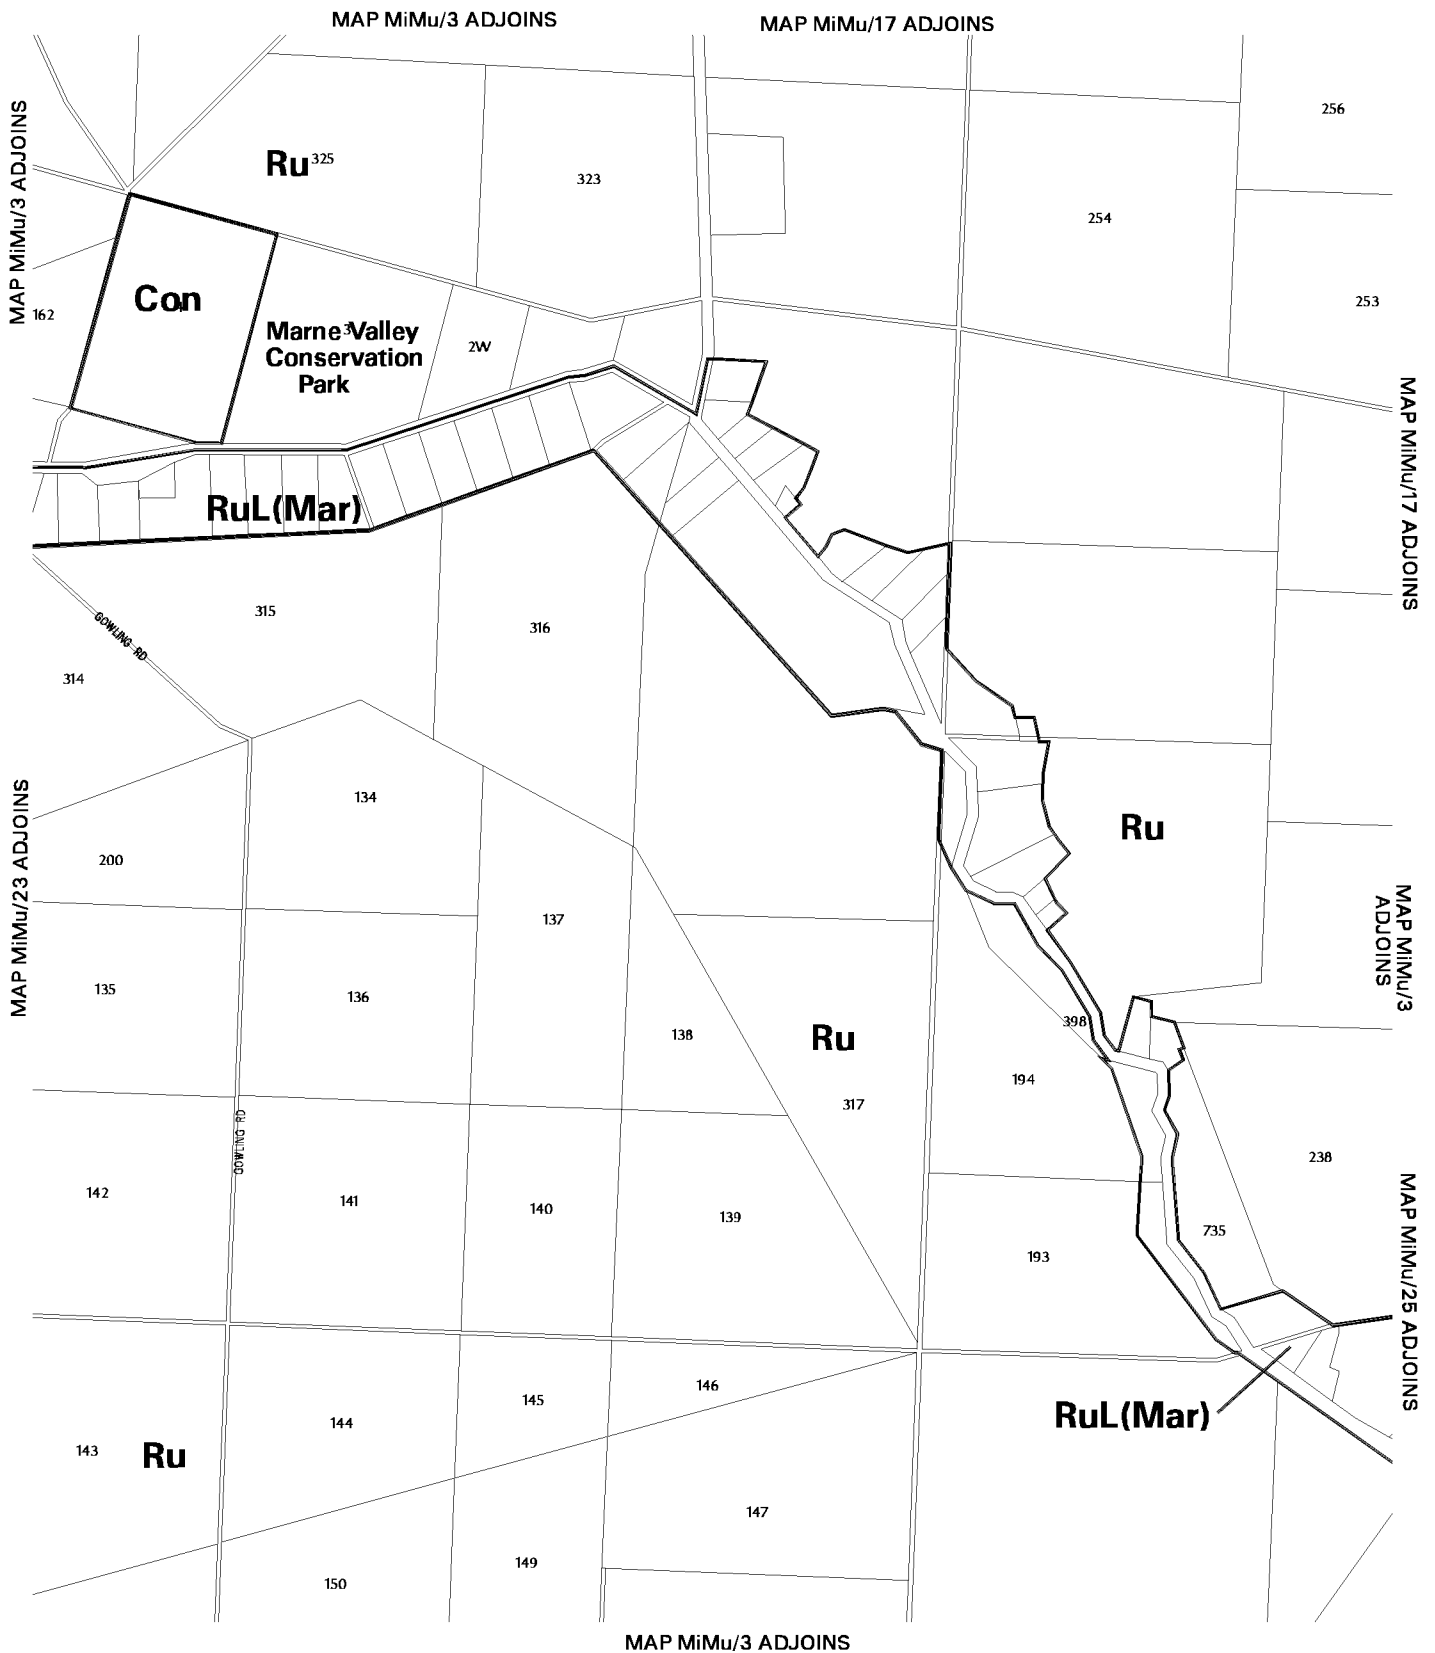 MAP MiMu/3 ADJOINS
MAP MiMu/17 ADJOINS
MAP MiMu/3 ADJOINS
256
Ru 325
323
254
253
162
Con
Marne Valley
3
Conservation
Park
2W
MAP MiMu/17 ADJOINS
RuL(Mar)
GOWLING RD
315
316
314
134
200
MAP MiMu/23 ADJOINS
Ru
137
135
136
138
Ru
398
MAP MiMu/3
ADJOINS
194
317
GOWLING RD
238
142
141
140
139
735
193
MAP MiMu/25 ADJOINS
146
145
144
RuL(Mar)
143
Ru
147
149
150
MAP MiMu/3 ADJOINS